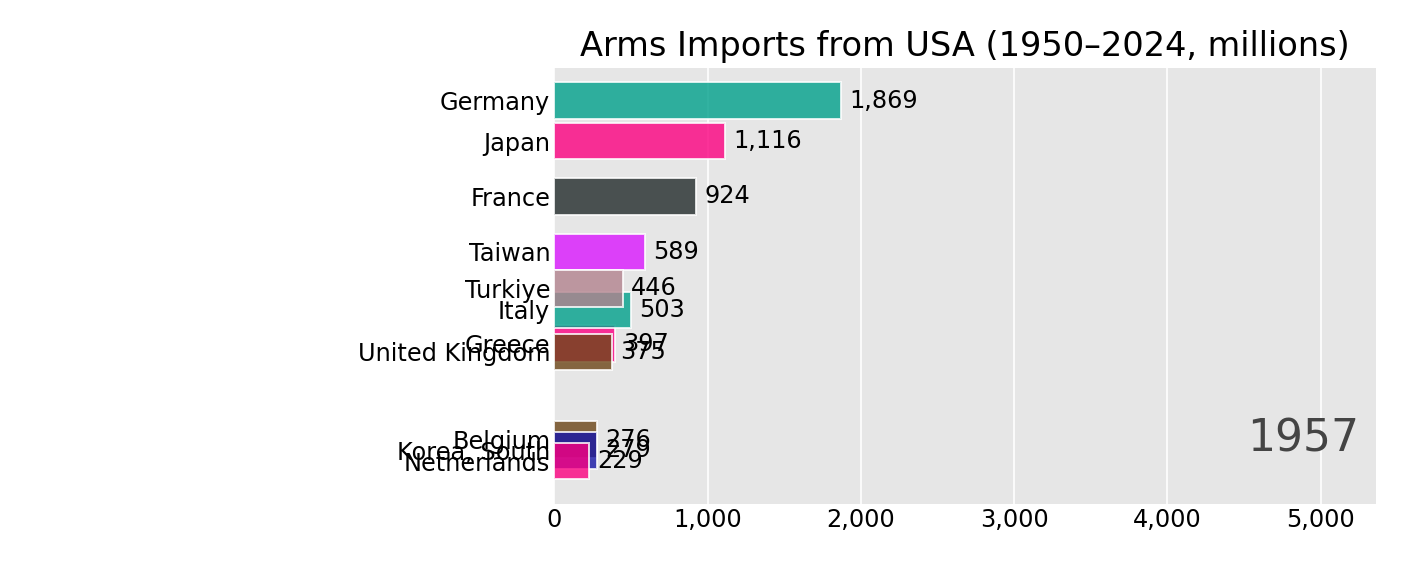 Arms Imports from USA (1950–2024, millions)
Germany 1,869
Japan 1,116
France 924
Taiwan 589
Turkiye 446
Italy 503
Greece 397
United Kingdom 375
Belgium 276
Korea, South 279
Netherlands 229
1957
0 1,000 2,000 3,000 4,000 5,000